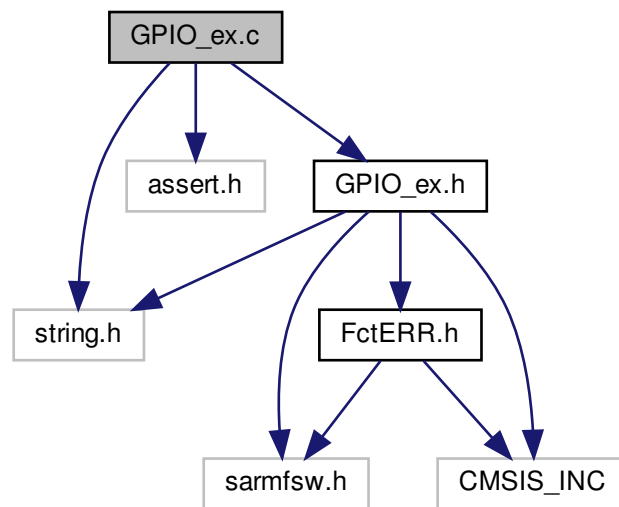 GPIO_ex.c
assert.h
GPIO_ex.h
string.h
FctERR.h
sarmfsw.h
CMSIS_INC